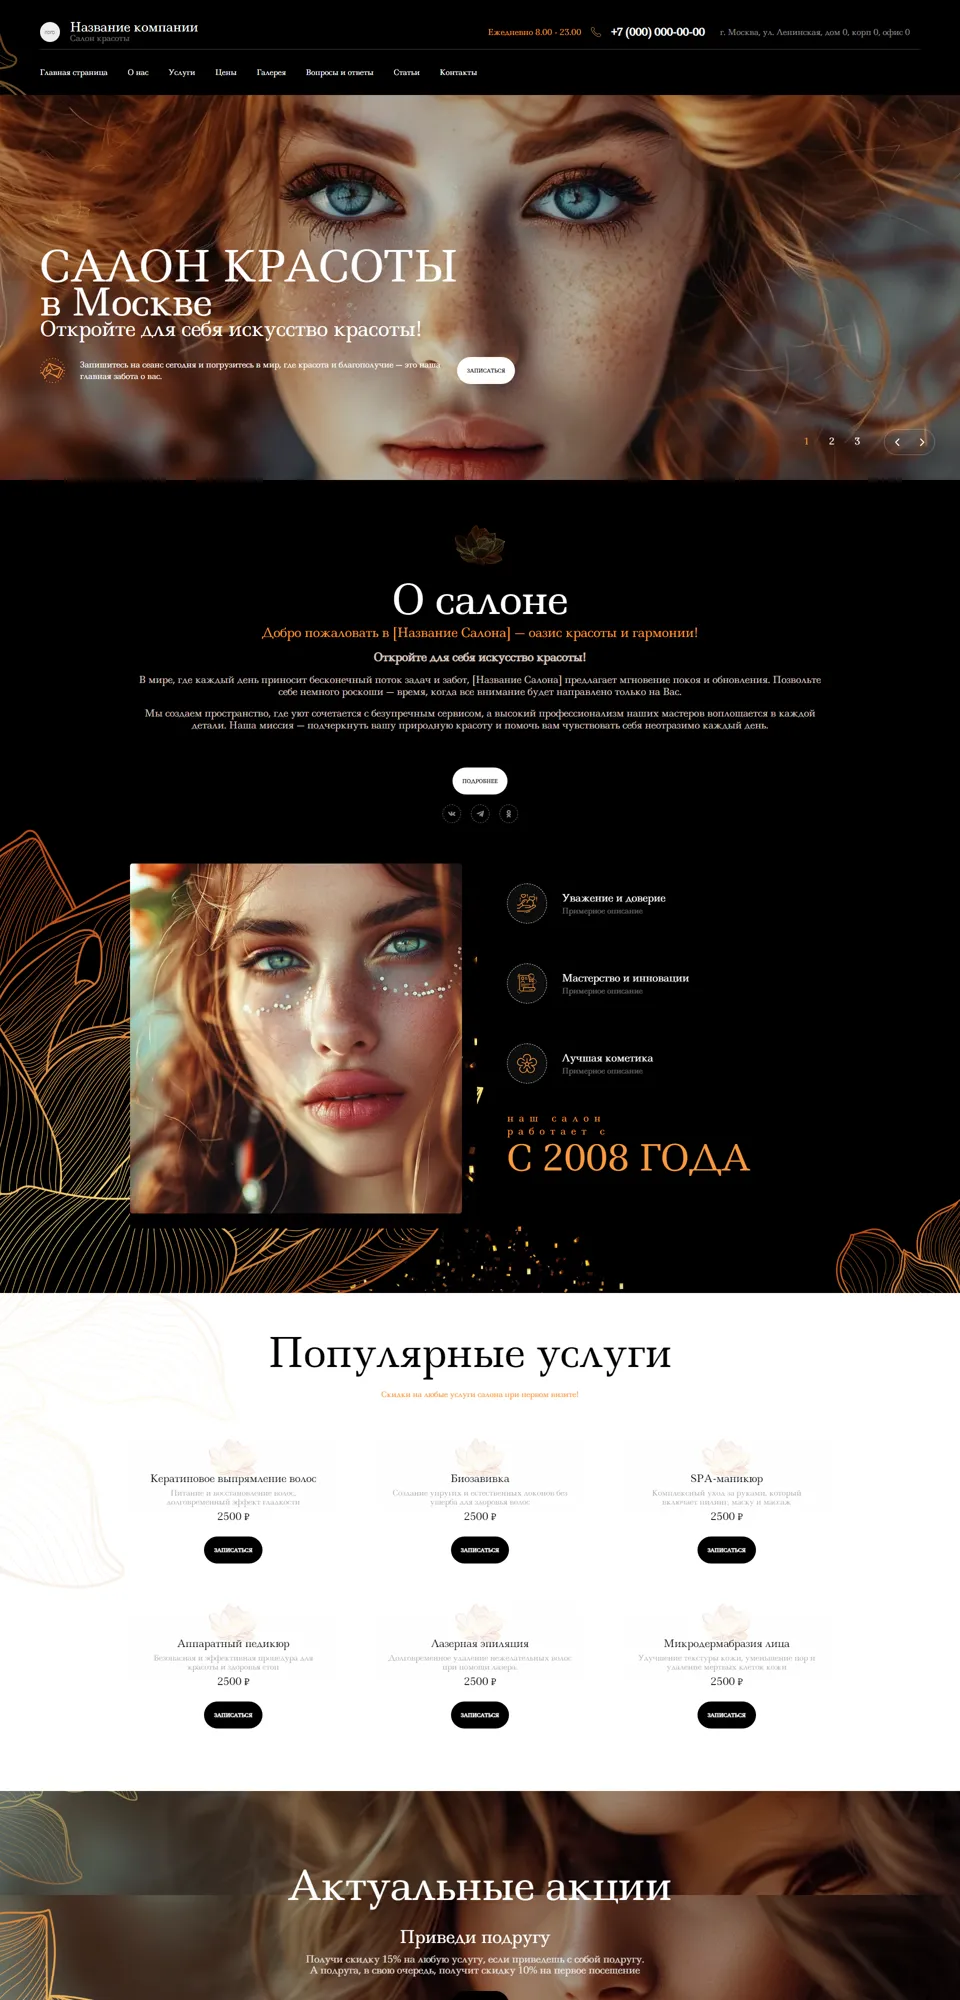 Название компании
Салон красоты
Ежедневно 8.00 - 23.00
+7 (000) 000-00-00
г. Москва, ул. Ленинская, дом 0, корп 0, офис 0
Главная страница
О нас
Услуги
Цены
Галерея
Вопросы и ответы
Статьи
Контакты
САЛОН КРАСОТЫ
в Москве
Откройте для себя искусство красоты!
Запишитесь на сеанс сегодня и погрузитесь в мир, где красота и благополучие — это наша
главная забота о вас.
ЗАПИСАТЬСЯ
1 2 3
О салоне
Добро пожаловать в [Название Салона] — оазис красоты и гармонии!
Откройте для себя искусство красоты!
В мире, где каждый день приносит бесконечный поток задач и забот, [Название Салона] предлагает мгновение покоя и обновления. Позвольте
себе немного роскоши — время, когда все внимание будет направлено только на Вас.
Мы создаем пространство, где уют сочетается с безупречным сервисом, а высокий профессионализм наших мастеров воплощается в каждой
детали. Наша миссия — подчеркнуть вашу природную красоту и помочь вам чувствовать себя неотразимо каждый день.
ПОДРОБНЕЕ
Уважение и доверие
Примерное описание
Мастерство и инновации
Примерное описание
Лучшая кометика
Примерное описание
наш салон
работает с
С 2008 ГОДА
Популярные услуги
Скидки на любые услуги салона при первом визите!
Кератиновое выпрямление волос
Питание и восстановление волос,
долговременный эффект гладкости
2500 ₽
ЗАПИСАТЬСЯ
Биозавивка
Создание упругих и естественных локонов без
ущерба для здоровья волос
2500 ₽
ЗАПИСАТЬСЯ
SPA-маникюр
Комплексный уход за руками, который
включает пилинг, маску и массаж
2500 ₽
ЗАПИСАТЬСЯ
Аппаратный педикюр
Безопасная и эффективная процедура для
красоты и здоровья стоп
2500 ₽
ЗАПИСАТЬСЯ
Лазерная эпиляция
Долговременное удаление нежелательных волос
при помощи лазера
2500 ₽
ЗАПИСАТЬСЯ
Микродермабразия лица
Улучшение текстуры кожи, уменьшение пор и
удаление мертвых клеток кожи
2500 ₽
ЗАПИСАТЬСЯ
Актуальные акции
Приведи подругу
Получи скидку 15% на любую услугу, если приведешь с собой подругу.
А подруга, в свою очередь, получит скидку 10% на первое посещение